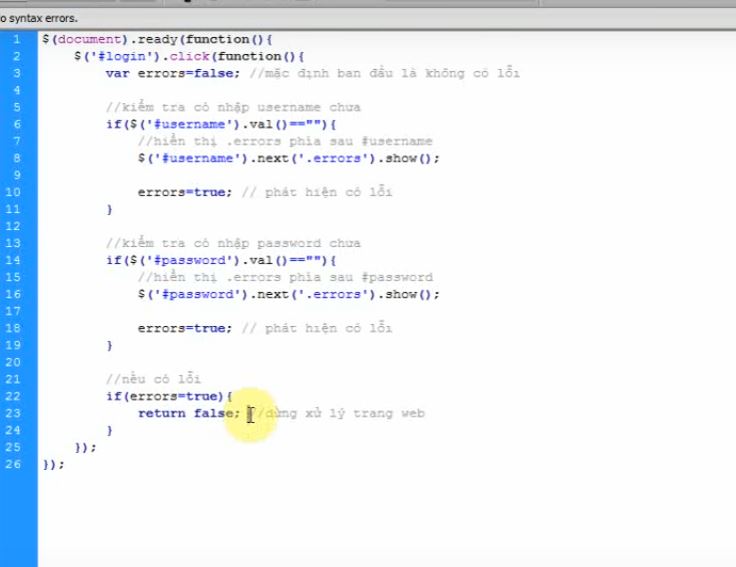 o syntax errors.
1 $(document).ready(function(){
2 $('#login').click(function(){
3 var errors=false; //mặc định ban đầu là không có lỗi
4
5 //kiểm tra có nhập username chưa
6 if($('#username').val()==""){
7 //hiển thị .errors phía sau #username
8 $('#username').next('.errors').show();
9
10 errors=true; // phát hiện có lỗi
11 }
12
13 //kiểm tra có nhập password chưa
14 if($('#password').val()==""){
15 //hiển thị .errors phía sau #password
16 $('#password').next('.errors').show();
17
18 errors=true; // phát hiện có lỗi
19 }
20
21 //nếu có lỗi
22 if(errors=true){
23 return false; //dừng xử lý trang web
24 }
25 });
26 });